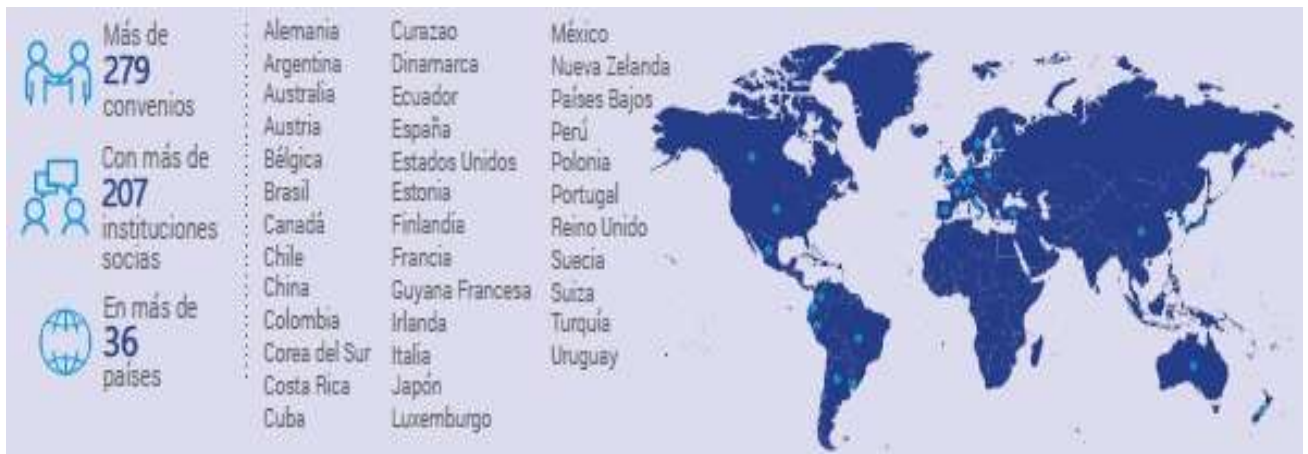 Más de
279
convenios
Con más de
207
instituciones
socias
En más de
36
países
Alemania
Argentina
Australia
Austria
Bélgica
Brasil
Canadá
Chile
China
Colombia
Corea del Sur
Costa Rica
Cuba
Curazao
Dinamarca
Ecuador
España
Estados Unidos
Estonia
Finlandia
Francia
Guyana Francesa
Irlanda
Italia
Japón
Luxemburgo
México
Nueva Zelanda
Países Bajos
Perú
Polonia
Portugal
Reino Unido
Suecia
Suiza
Turquía
Uruguay